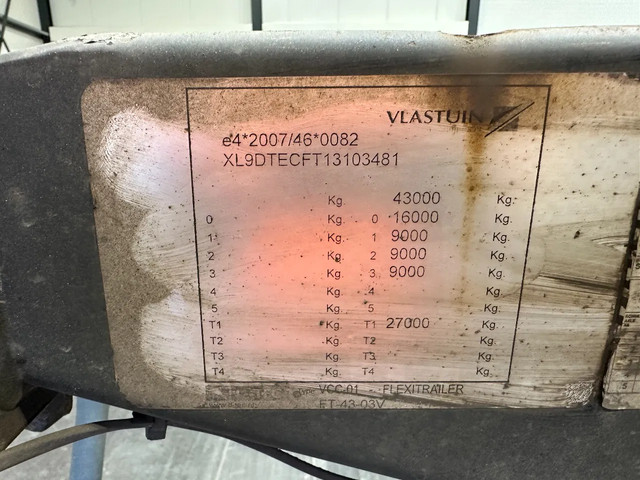 VLASTUIN
e4*2007/46*0082
XL9DTECFT13103481
Kg. 43000 Kg.
0 Kg. 0 16000 Kg.
1 Kg. 1 9000 Kg.
2 Kg. 2 9000 Kg.
3 Kg. 3 9000 Kg.
4 Kg. 4 Kg.
5 Kg. 5 Kg.
T1 Kg. T1 27000 Kg.
T2 Kg. T2 Kg.
T3 Kg. T3 Kg.
T4 Kg. T4 Kg.
VCC-01 - FLEXITRAILER
FT-43-03V